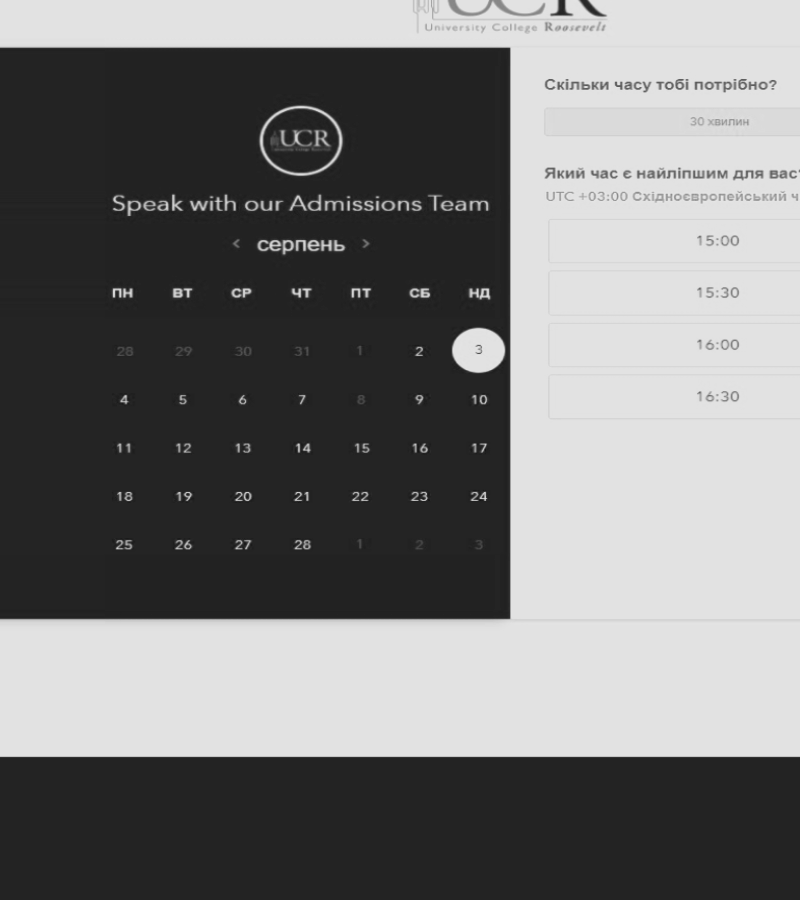 UCR
University College Roosevelt
UCR
Speak with our Admissions Team
< серпень >
ПН ВТ СР ЧТ ПТ СБ НД
28 29 30 31 1 2 3
4 5 6 7 8 9 10
11 12 13 14 15 16 17
18 19 20 21 22 23 24
25 26 27 28 1 2 3
Скільки часу тобі потрібно?
30 хвилин
Який час є найліпшим для вас?
UTC +03:00 Східноєвропейський ч
15:00
15:30
16:00
16:30